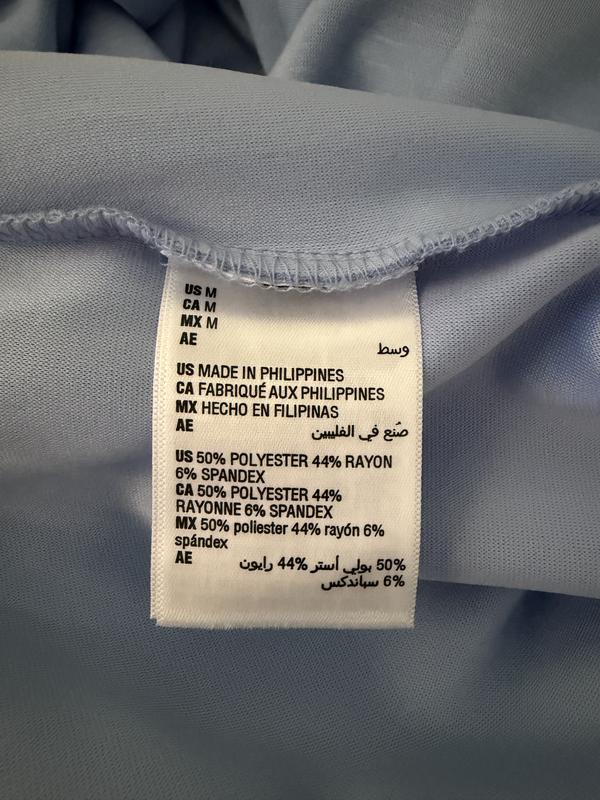 US M
CA M
MX M
AE وسط
US MADE IN PHILIPPINES
CA FABRIQUÉ AUX PHILIPPINES
MX HECHO EN FILIPINAS
AE صُنع في الفليبين
US 50% POLYESTER 44% RAYON
6% SPANDEX
CA 50% POLYESTER 44%
RAYONNE 6% SPANDEX
MX 50% poliester 44% rayón 6%
spándex
AE 50% بولي أستر 44% رايون
6% سباندكس